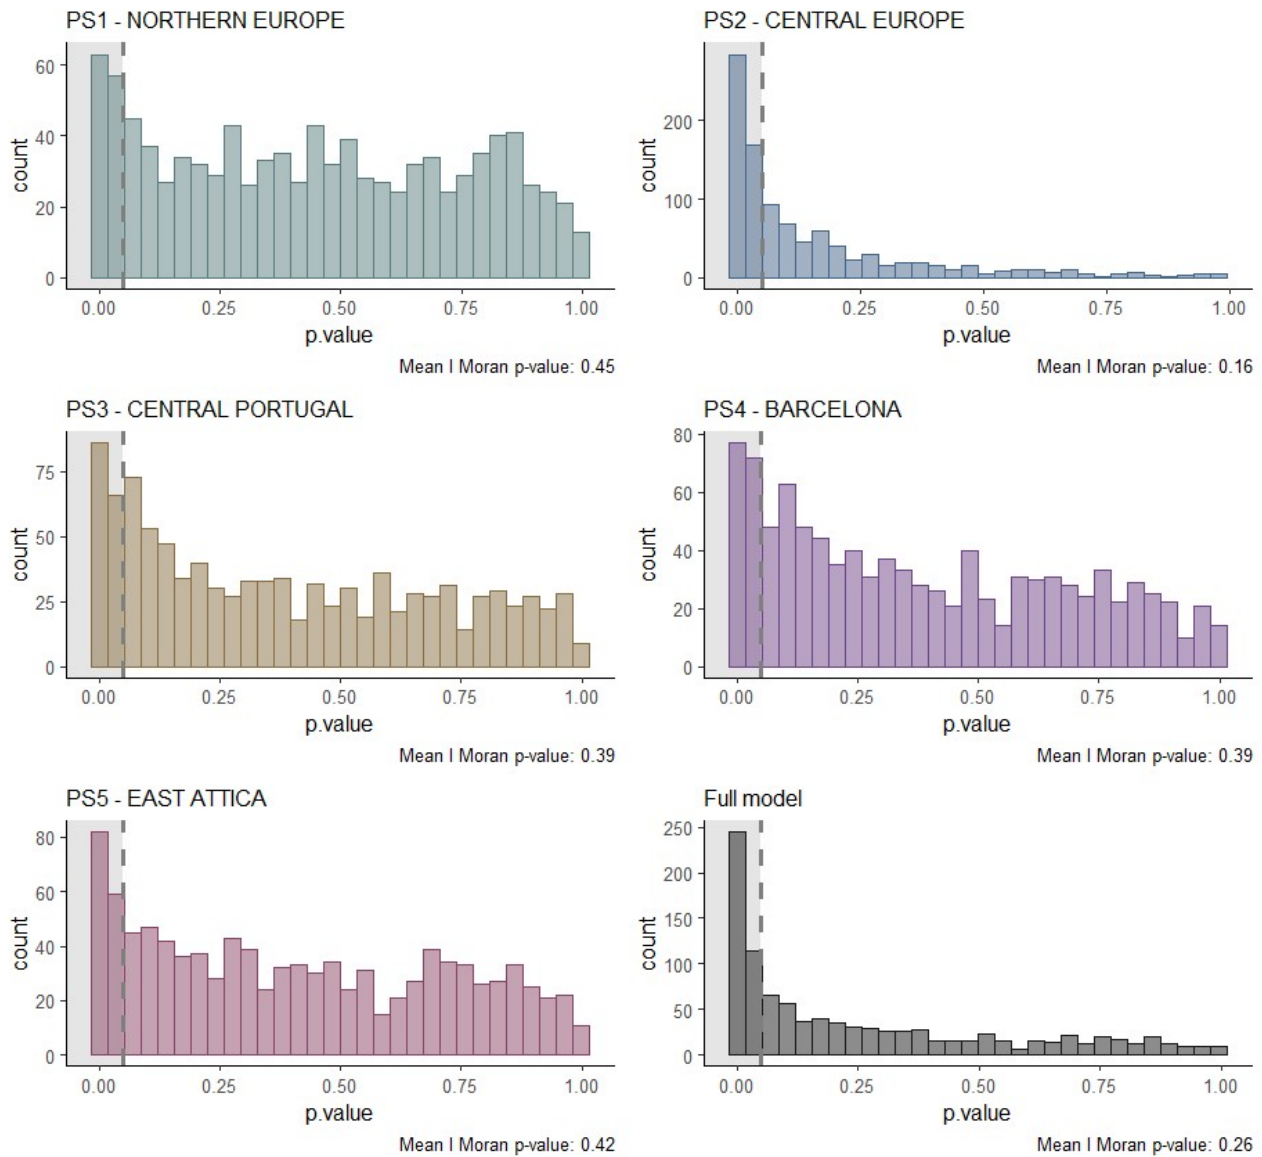 PS1 - NORTHERN EUROPE
60
40
20
0
count
0.00 0.25 0.50 0.75 1.00
p.value
Mean I Moran p-value: 0.45
PS2 - CENTRAL EUROPE
200
100
0
count
0.00 0.25 0.50 0.75 1.00
p.value
Mean I Moran p-value: 0.16
PS3 - CENTRAL PORTUGAL
75
50
25
0
count
0.00 0.25 0.50 0.75 1.00
p.value
Mean I Moran p-value: 0.39
PS4 - BARCELONA
80
60
40
20
0
count
0.00 0.25 0.50 0.75 1.00
p.value
Mean I Moran p-value: 0.39
PS5 - EAST ATTICA
80
60
40
20
0
count
0.00 0.25 0.50 0.75 1.00
p.value
Mean I Moran p-value: 0.42
Full model
250
200
150
100
50
0
count
0.00 0.25 0.50 0.75 1.00
p.value
Mean I Moran p-value: 0.26